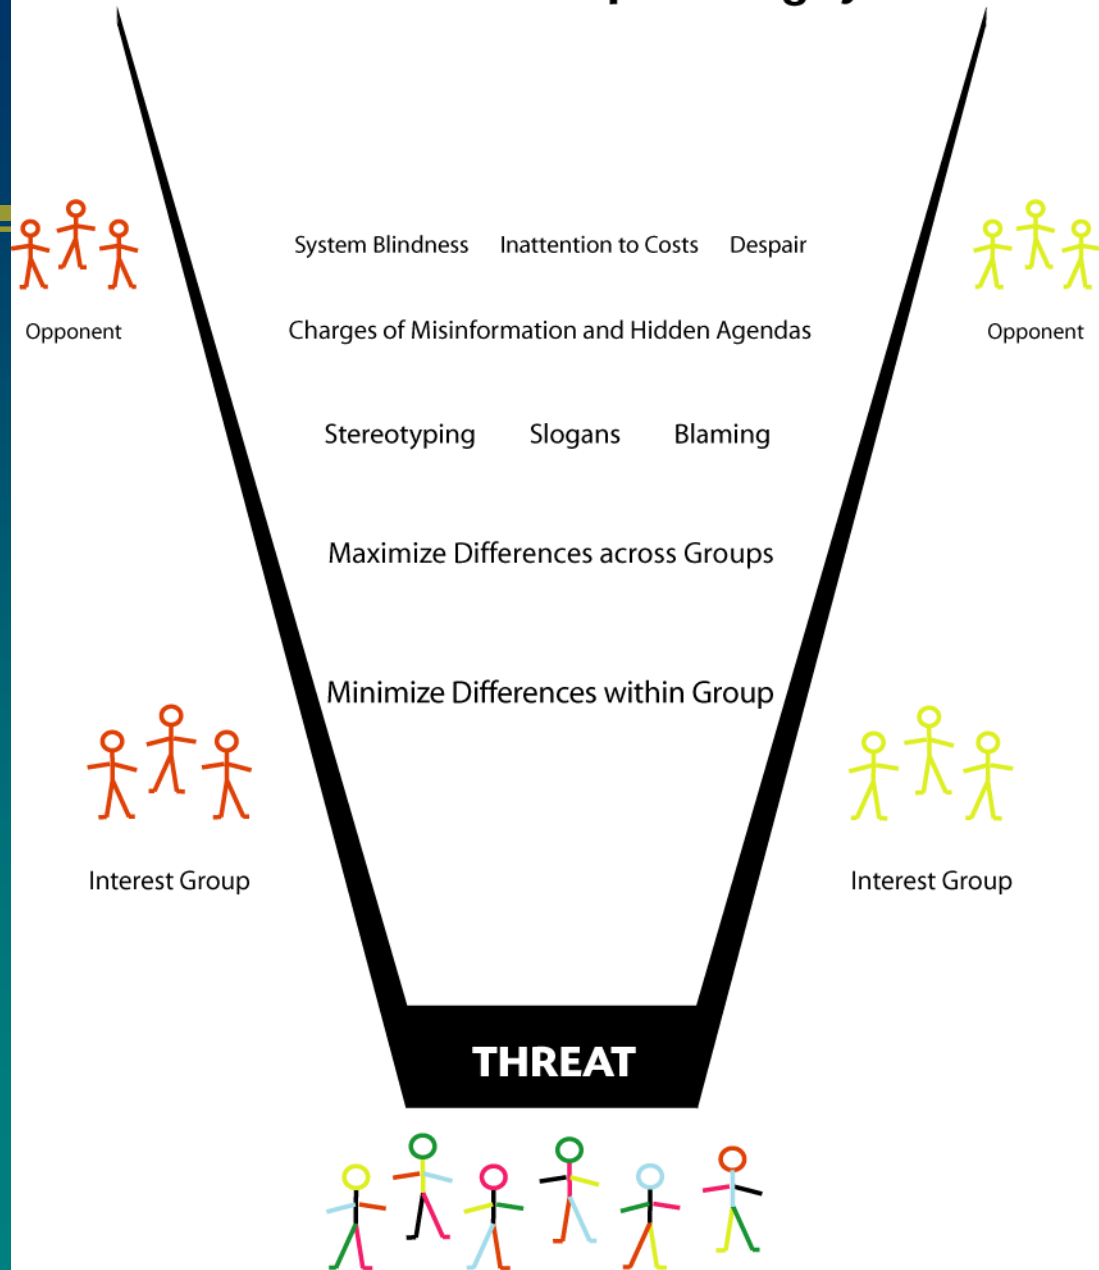 System Blindness Inattention to Costs Despair
Opponent Charges of Misinformation and Hidden Agendas Opponent
Stereotyping Slogans Blaming
Maximize Differences across Groups
Minimize Differences within Group
Interest Group Interest Group
THREAT